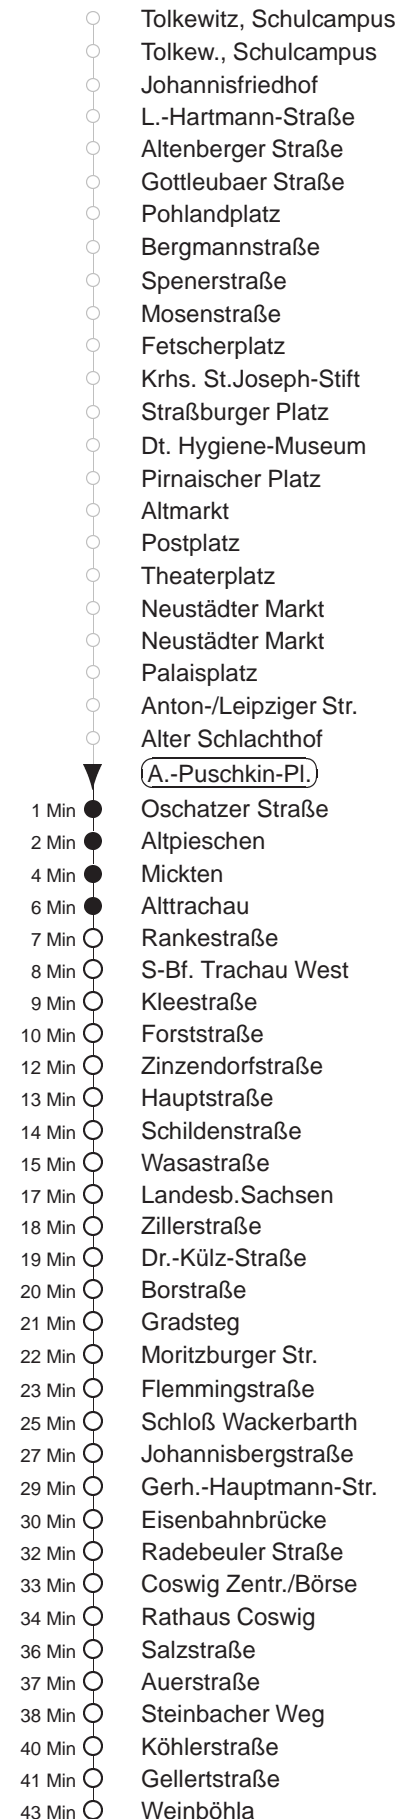 Tolkewitz, Schulcampus
Tolkew., Schulcampus
Johannisfriedhof
L.-Hartmann-Straße
Altenberger Straße
Gottleubaer Straße
Pohlandplatz
Bergmannstraße
Spenerstraße
Mosenstraße
Fetscherplatz
Krhs. St.Joseph-Stift
Straßburger Platz
Dt. Hygiene-Museum
Pirnaischer Platz
Altmarkt
Postplatz
Theaterplatz
Neustädter Markt
Neustädter Markt
Palaisplatz
Anton-/Leipziger Str.
Alter Schlachthof
A.-Puschkin-Pl.
1 Min Oschatzer Straße
2 Min Altpieschen
4 Min Mickten
6 Min Alttrachau
7 Min Rankestraße
8 Min S-Bf. Trachau West
9 Min Kleestraße
10 Min Forststraße
12 Min Zinzendorfstraße
13 Min Hauptstraße
14 Min Schildenstraße
15 Min Wasastraße
17 Min Landesb.Sachsen
18 Min Zillerstraße
19 Min Dr.-Külz-Straße
20 Min Borstraße
21 Min Gradsteg
22 Min Moritzburger Str.
23 Min Flemmingstraße
25 Min Schloß Wackerbarth
27 Min Johannisbergstraße
29 Min Gerh.-Hauptmann-Str.
30 Min Eisenbahnbrücke
32 Min Radebeuler Straße
33 Min Coswig Zentr./Börse
34 Min Rathaus Coswig
36 Min Salzstraße
37 Min Auerstraße
38 Min Steinbacher Weg
40 Min Köhlerstraße
41 Min Gellertstraße
43 Min Weinböhla